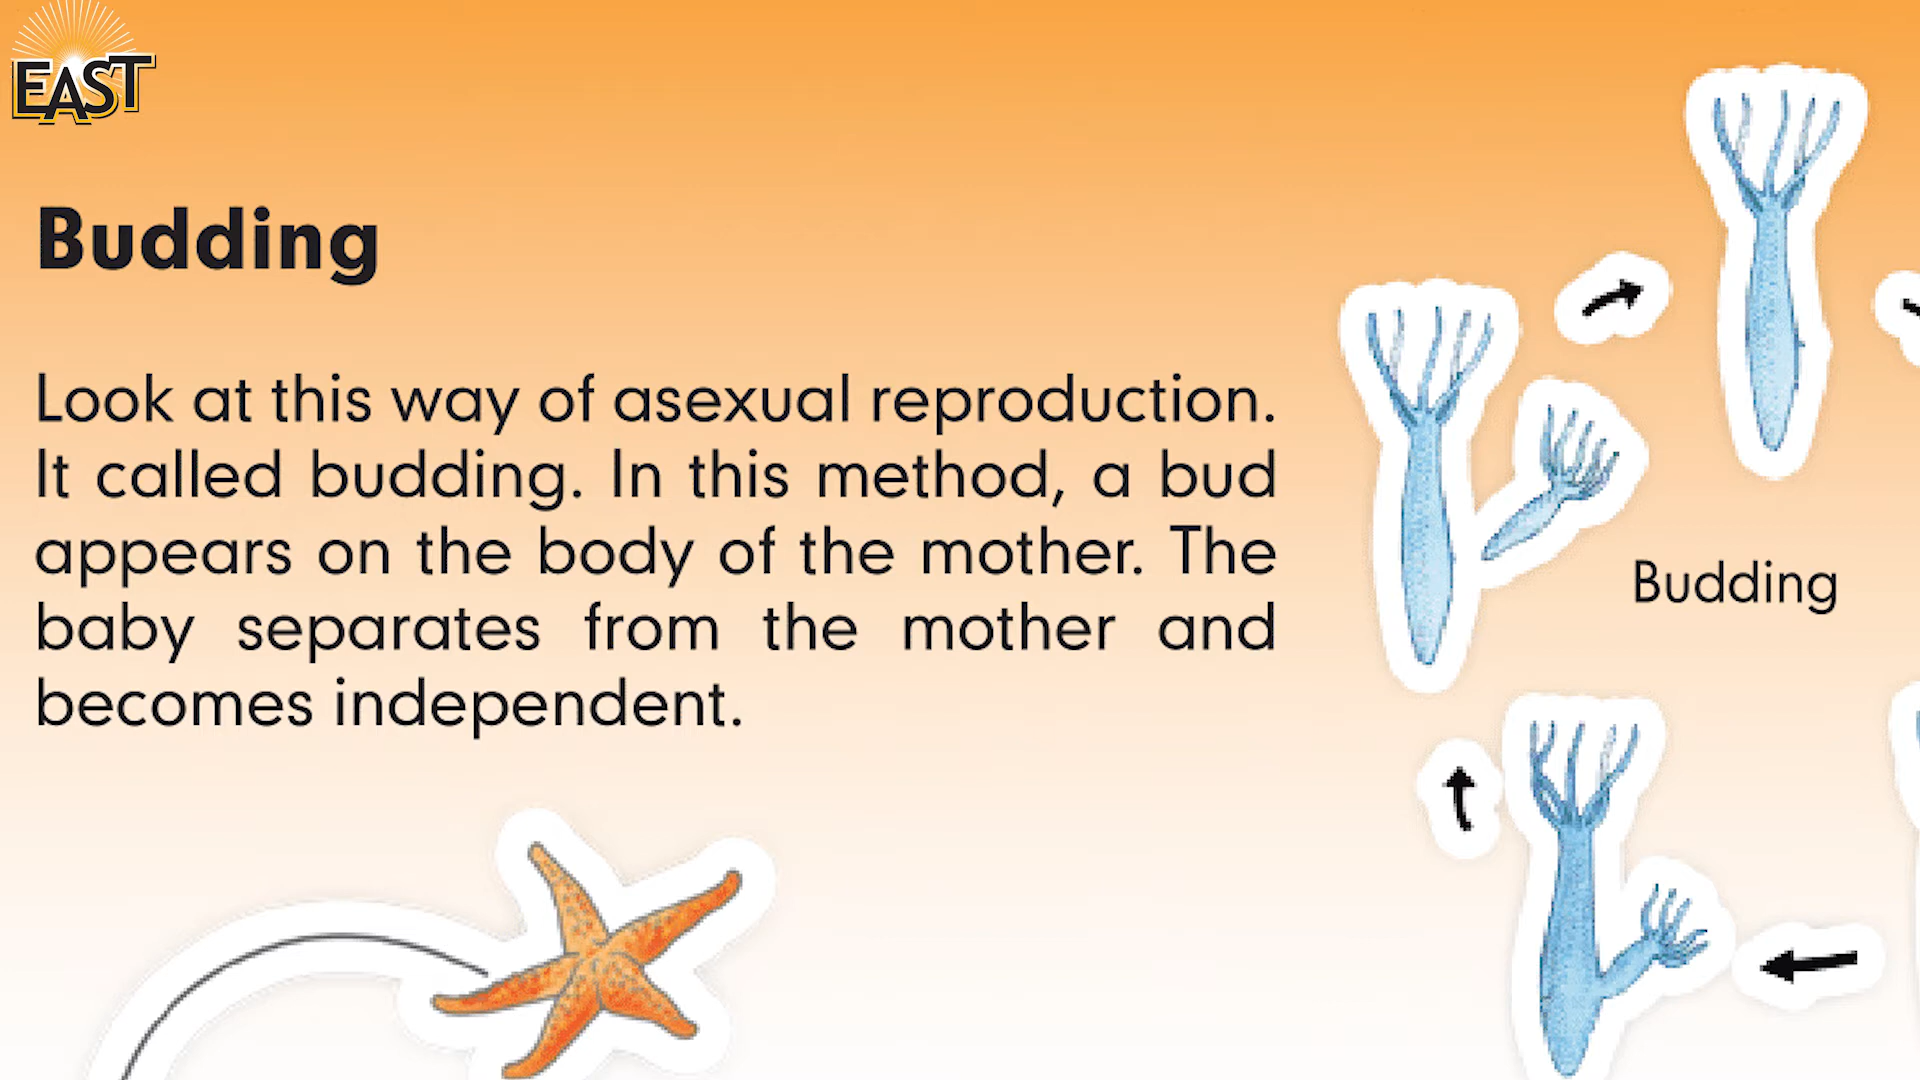 EAST
Budding
Look at this way of asexual reproduction.
It called budding. In this method, a bud
appears on the body of the mother. The
baby separates from the mother and
becomes independent.
Budding